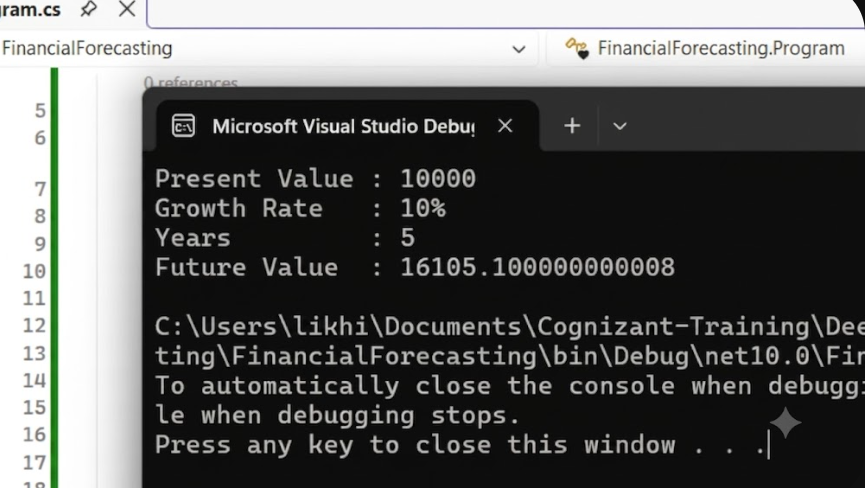 ram.cs
FinancialForecasting
FinancialForecasting.Program
0 references
5
6
7
8
9
10
11
12
13
14
15
16
17
18
Microsoft Visual Studio Debu
Present Value : 10000
Growth Rate   : 10%
Years         : 5
Future Value  : 16105.100000000008
C:\Users\likhi\Documents\Cognizant-Training\Dee
ting\FinancialForecasting\bin\Debug\net10.0\Fin
To automatically close the console when debuggi
le when debugging stops.
Press any key to close this window . . .